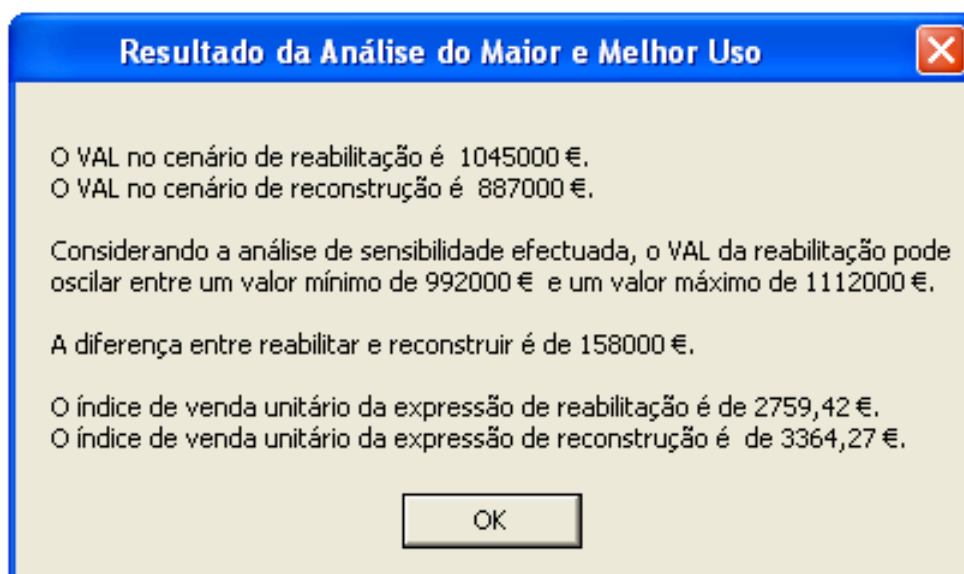 Resultado da Análise do Maior e Melhor Uso
O VAL no cenário de reabilitação é 1045000 €.
O VAL no cenário de reconstrução é 887000 €.
Considerando a análise de sensibilidade efectuada, o VAL da reabilitação pode
oscilar entre um valor mínimo de 992000 € e um valor máximo de 1112000 €.
A diferença entre reabilitar e reconstruir é de 158000 €.
O índice de venda unitário da expressão de reabilitação é de 2759,42 €.
O índice de venda unitário da expressão de reconstrução é de 3364,27 €.
OK